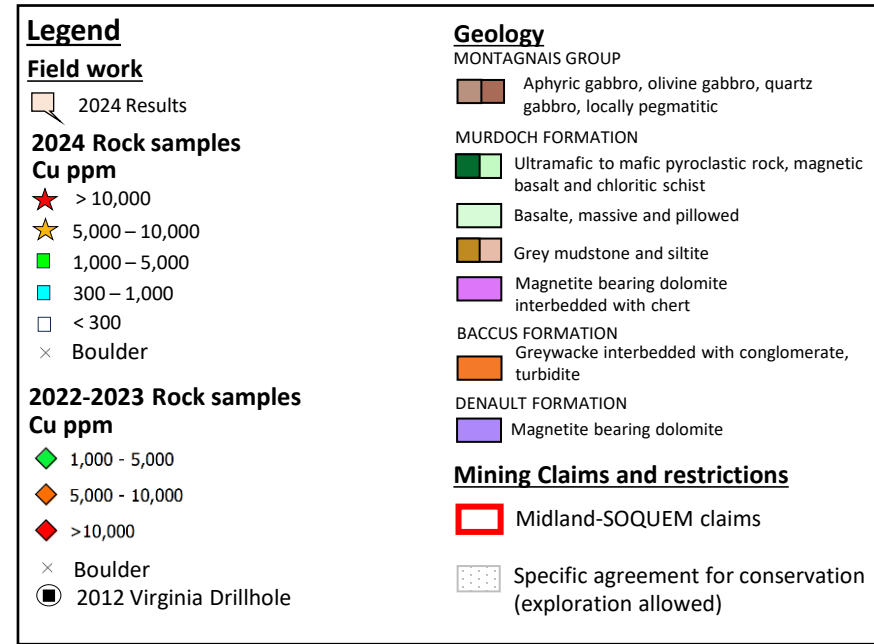 Legend
Field work
2024 Results
2024 Rock samples
Cu ppm
> 10,000
5,000 – 10,000
1,000 – 5,000
300 – 1,000
< 300
Boulder
2022-2023 Rock samples
Cu ppm
1,000 - 5,000
5,000 - 10,000
>10,000
Boulder
2012 Virginia Drillhole
Geology
MONTAGNAIS GROUP
Aphyric gabbro, olivine gabbro, quartz
gabbro, locally pegmatitic
MURDOCH FORMATION
Ultramafic to mafic pyroclastic rock, magnetic
basalt and chloritic schist
Basalte, massive and pillowed
Grey mudstone and siltite
Magnetite bearing dolomite
interbedded with chert
BACCUS FORMATION
Greywacke interbedded with conglomerate,
turbidite
DENAULT FORMATION
Magnetite bearing dolomite
Mining Claims and restrictions
Midland-SOQUEM claims
Specific agreement for conservation
(exploration allowed)